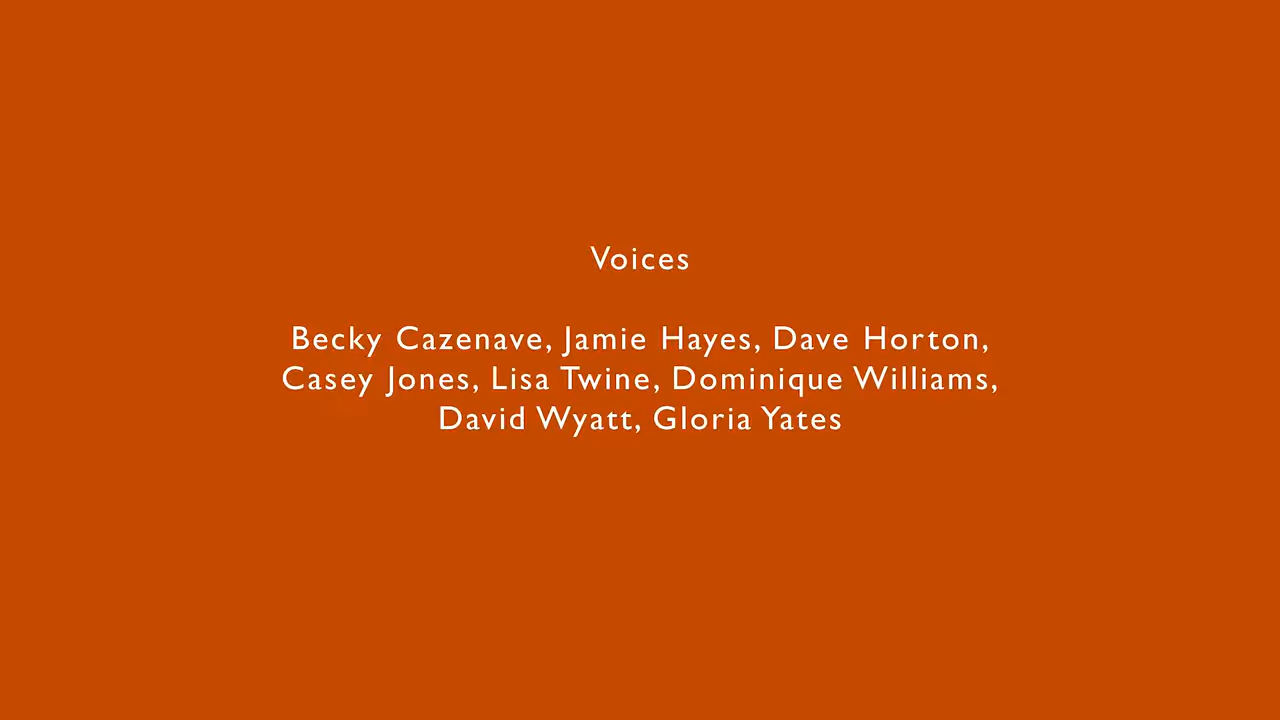 Voices
Becky Cazenave, Jamie Hayes, Dave Horton,
Casey Jones, Lisa Twine, Dominique Williams,
David Wyatt, Gloria Yates